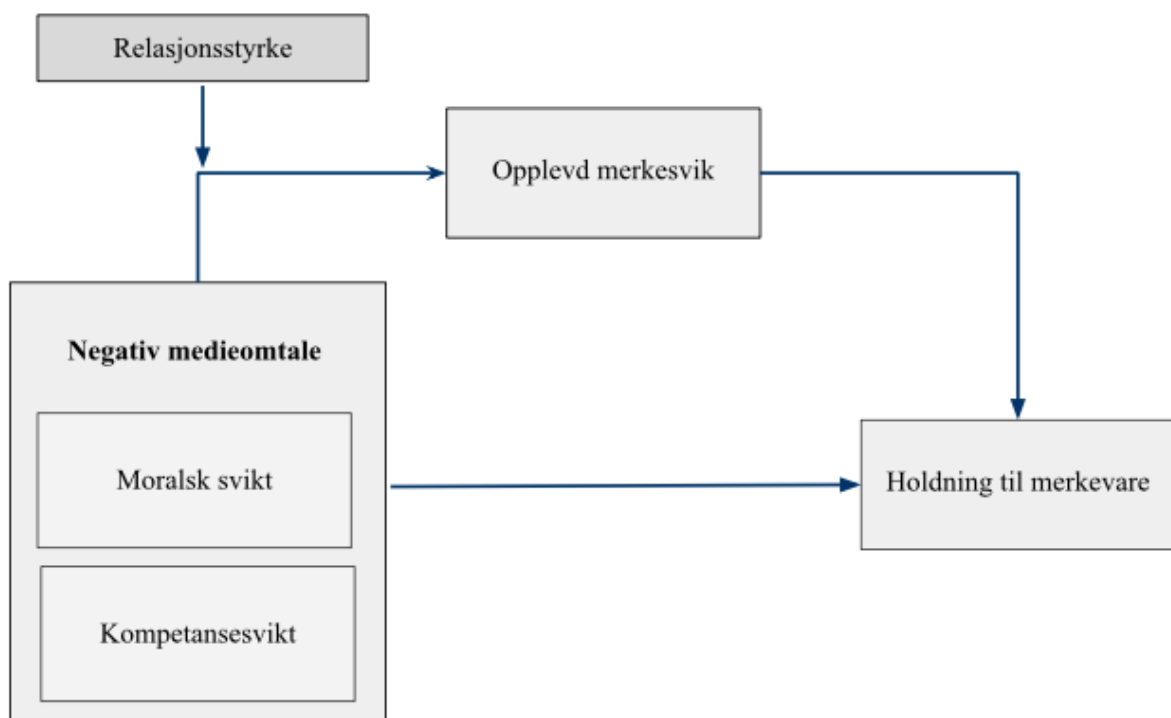 Relasjonsstyrke
Opplevd merkesvik
Negativ medieomtale
Moralsk svikt
Kompetansesvikt
Holdning til merkevare